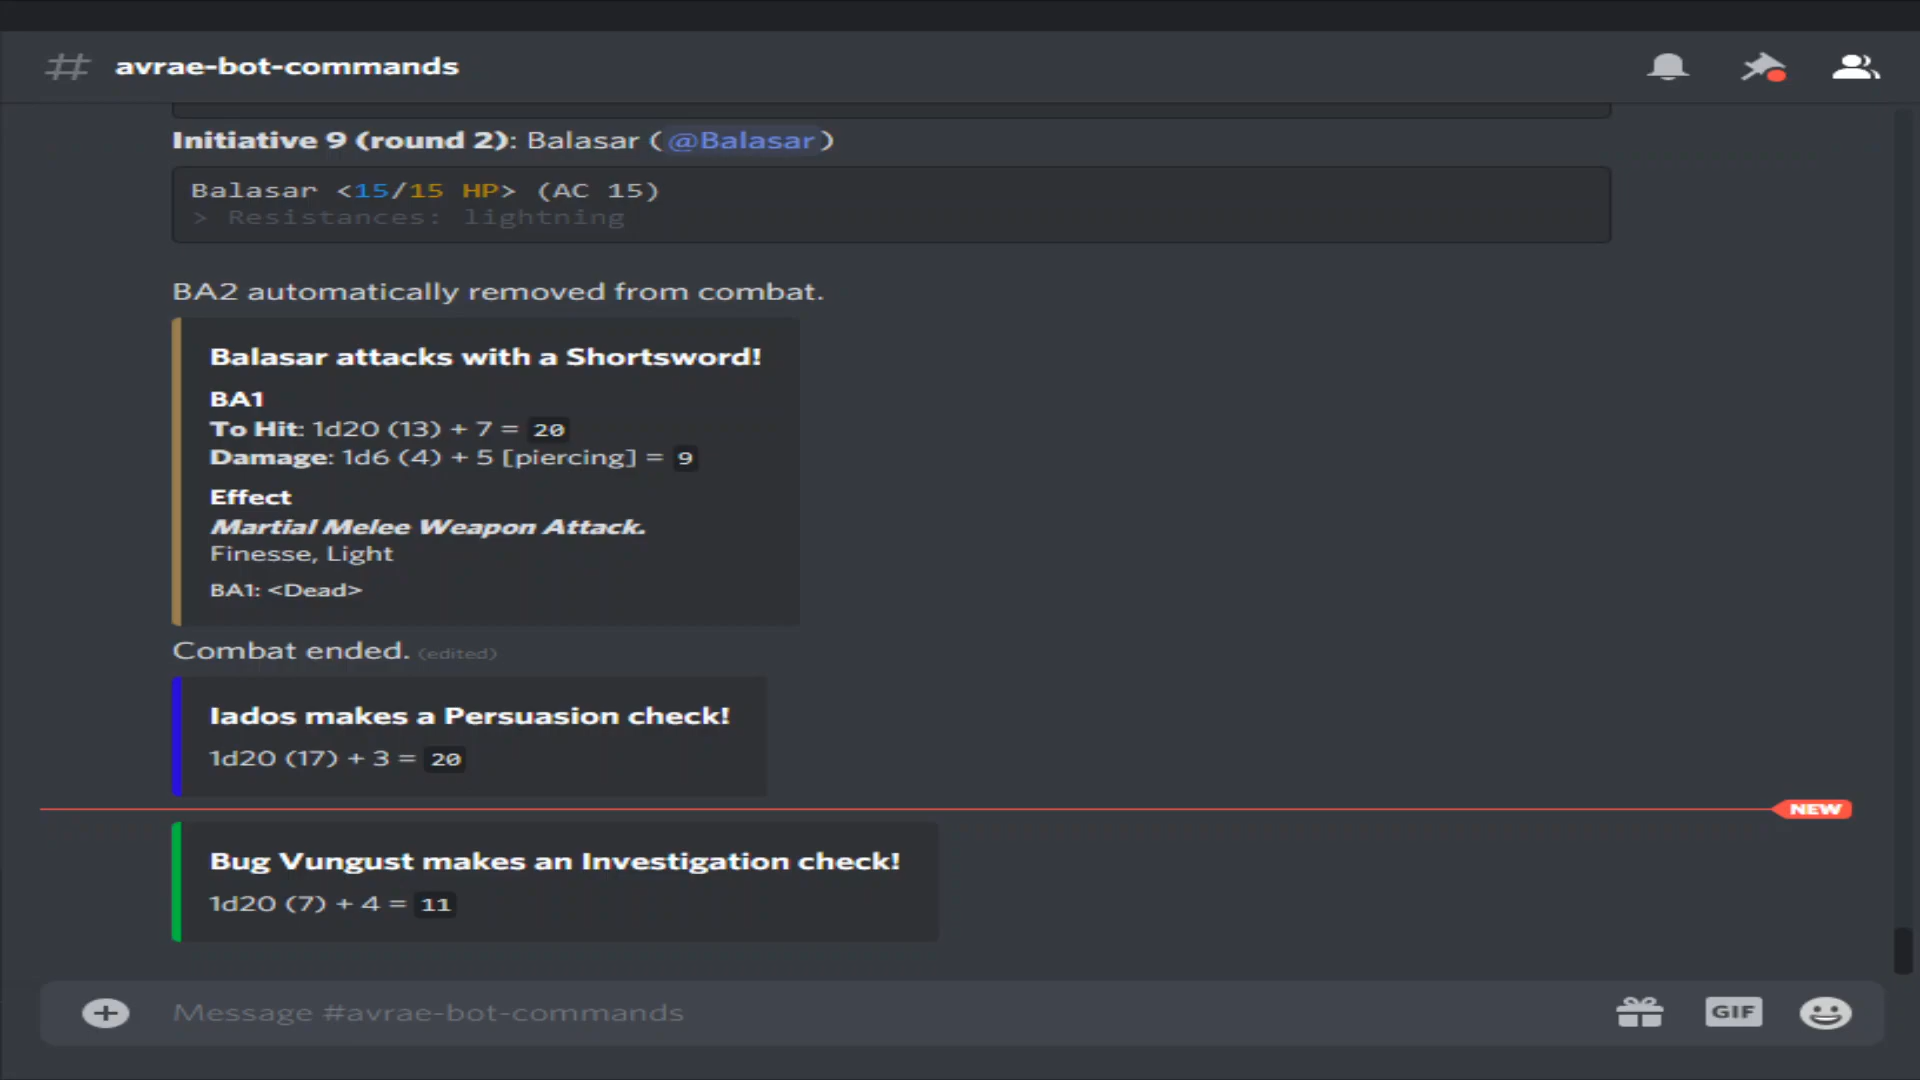 avrae-bot-commands
Initiative 9 (round 2): Balasar (@Balasar)
Balasar <15/15 HP> (AC 15)
> Resistances: lightning
BA2 automatically removed from combat.
Balasar attacks with a Shortsword!
BA1
To Hit: 1d20 (13) + 7 = 20
Damage: 1d6 (4) + 5 [piercing] = 9
Effect
Martial Melee Weapon Attack.
Finesse, Light
BA1: <Dead>
Combat ended. (edited)
Iados makes a Persuasion check!
1d20 (17) + 3 = 20
NEW
Bug Vungust makes an Investigation check!
1d20 (7) + 4 = 11
Message #avrae-bot-commands
GIF